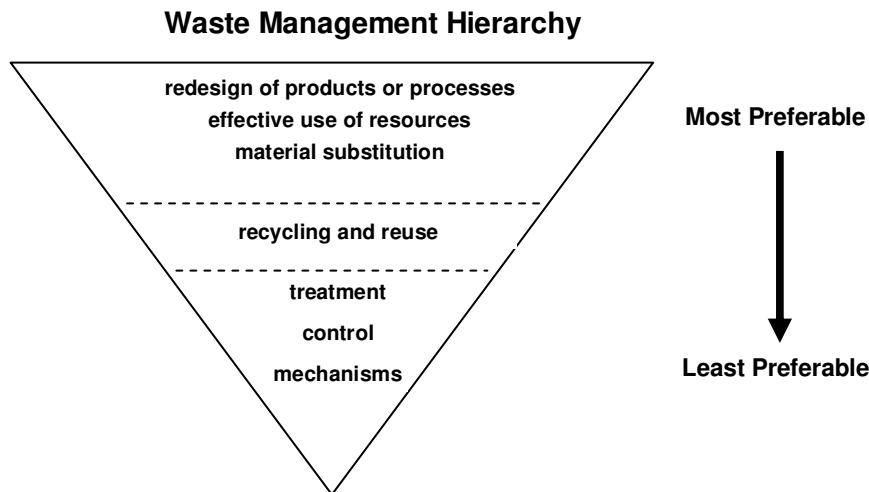 Waste Management Hierarchy
redesign of products or processes
effective use of resources
material substitution
recycling and reuse
treatment
control
mechanisms
Most Preferable
Least Preferable